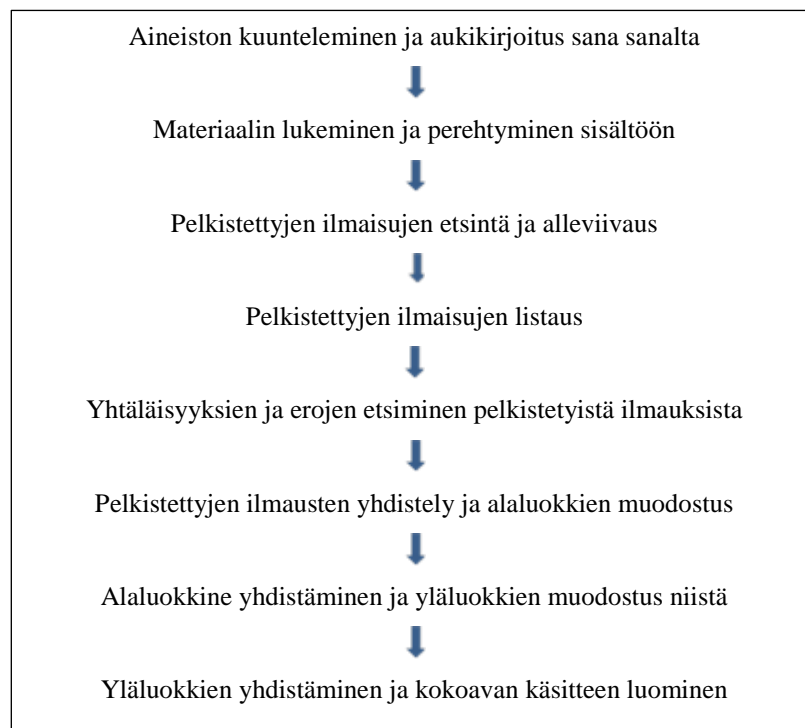 Aineiston kuunteleminen ja aukikirjoitus sana sanalta
Materiaalin lukeminen ja perehtyminen sisältöön
Pelkistettyjen ilmaisujen etsintä ja alleviivaus
Pelkistettyjen ilmaisujen listaus
Yhtäläisyyksien ja erojen etsiminen pelkistetyistä ilmauksista
Pelkistettyjen ilmausten yhdistely ja alaluokkien muodostus
Alaluokkine yhdistäminen ja yläluokkien muodostus niistä
Yläluokkien yhdistäminen ja kokoavan käsitteen luominen